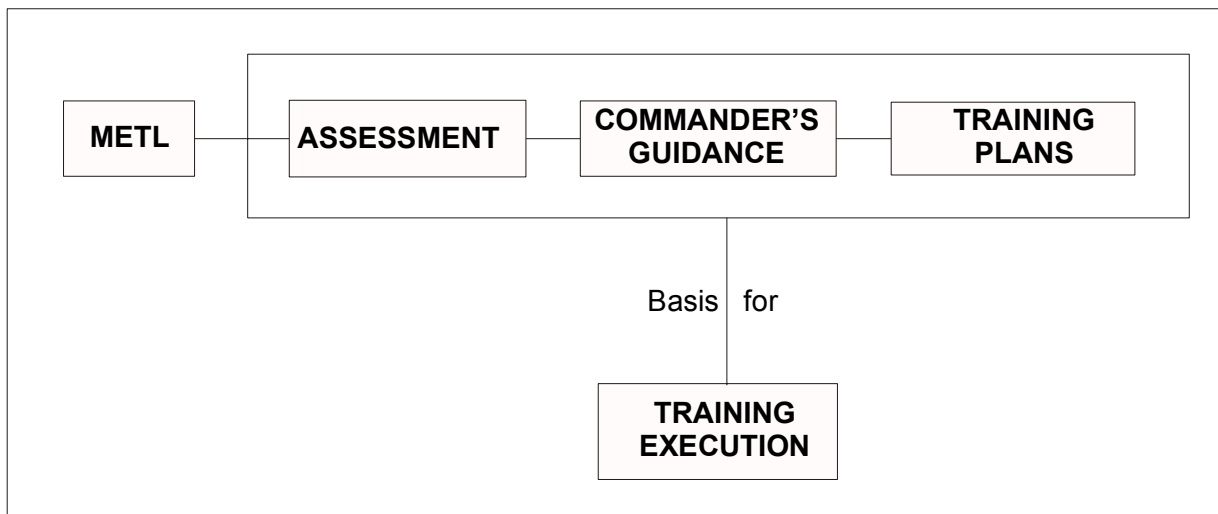 METL
ASSESSMENT
COMMANDER'S
GUIDANCE
TRAINING
PLANS
Basis for
TRAINING
EXECUTION